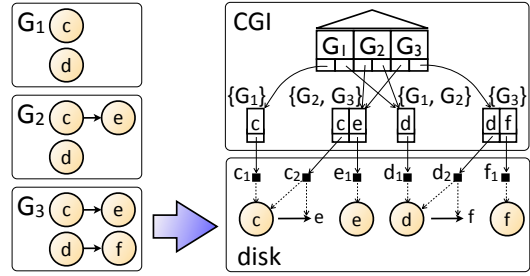 G1
c
d
G2
c e
d
G3
c e
d f
CGI
G1 G2 G3
{G1} {G2, G3} {G1, G2} {G3}
c c e d d f
c1 c2 e1 d1 d2 f1
c e e d f f
disk